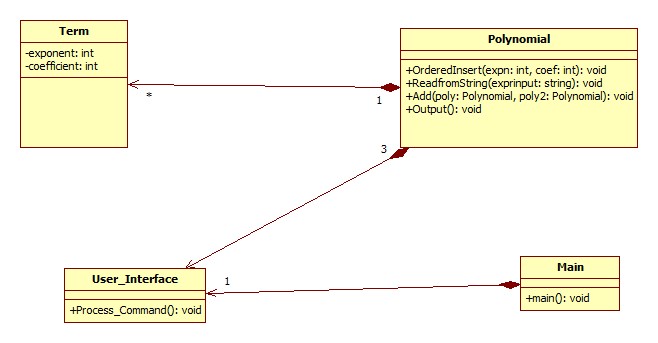 Term
-exponent: int
-coefficient: int
Polynomial
+OrderedInsert(expn: int, coef: int): void
+ReadfromString(exprinput: string): void
+Add(poly: Polynomial, poly2: Polynomial): void
+Output(): void
*
1
3
User_Interface
+Process_Command(): void
1
Main
+main(): void